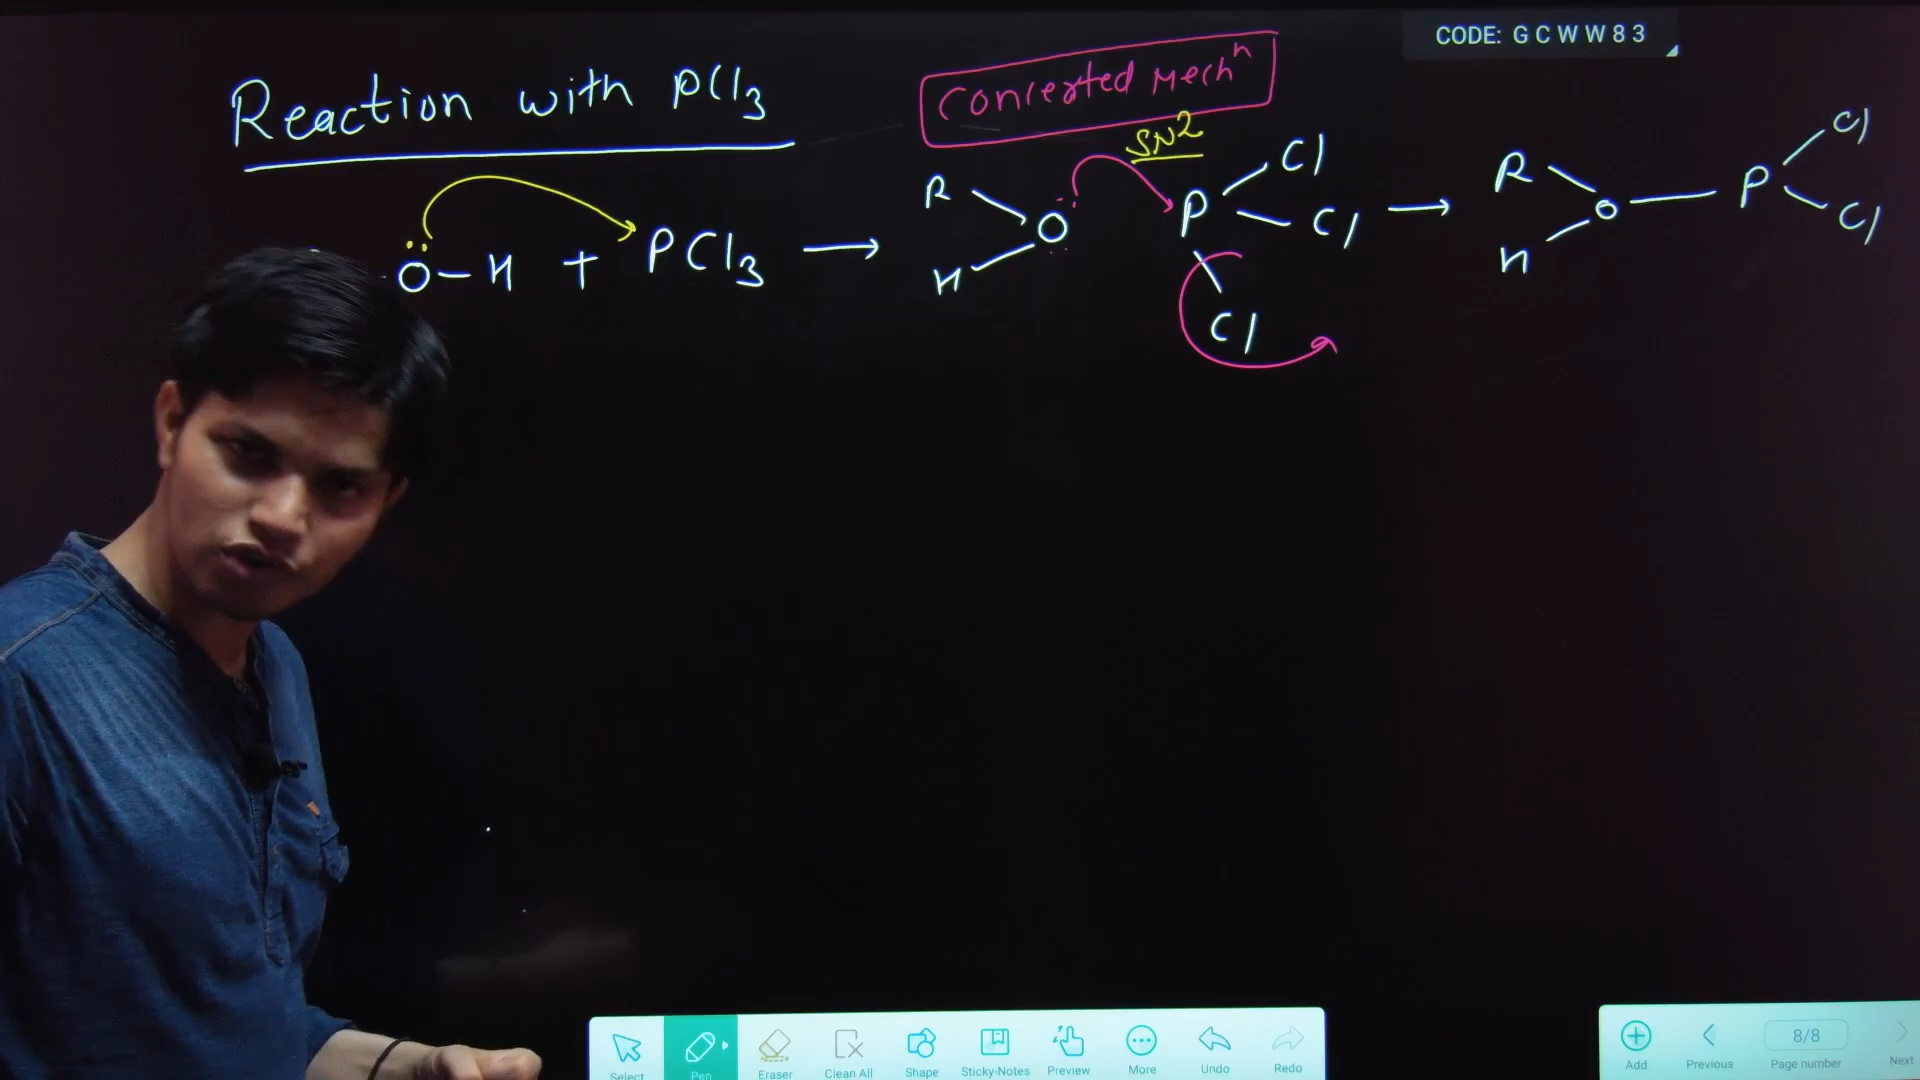 CODE: G C W W 8 3
Reaction with PCl3
Concerted Mechⁿ
SN2
Ö–H + PCl3 →
R
H
Ö
P
Cl
Cl
Cl
→
R
H
O — P
Cl
Cl
Select
Pen
Eraser
Clean All
Shape
Sticky-Notes
Preview
More
Undo
Redo
Add
Previous
8/8
Page number
Next